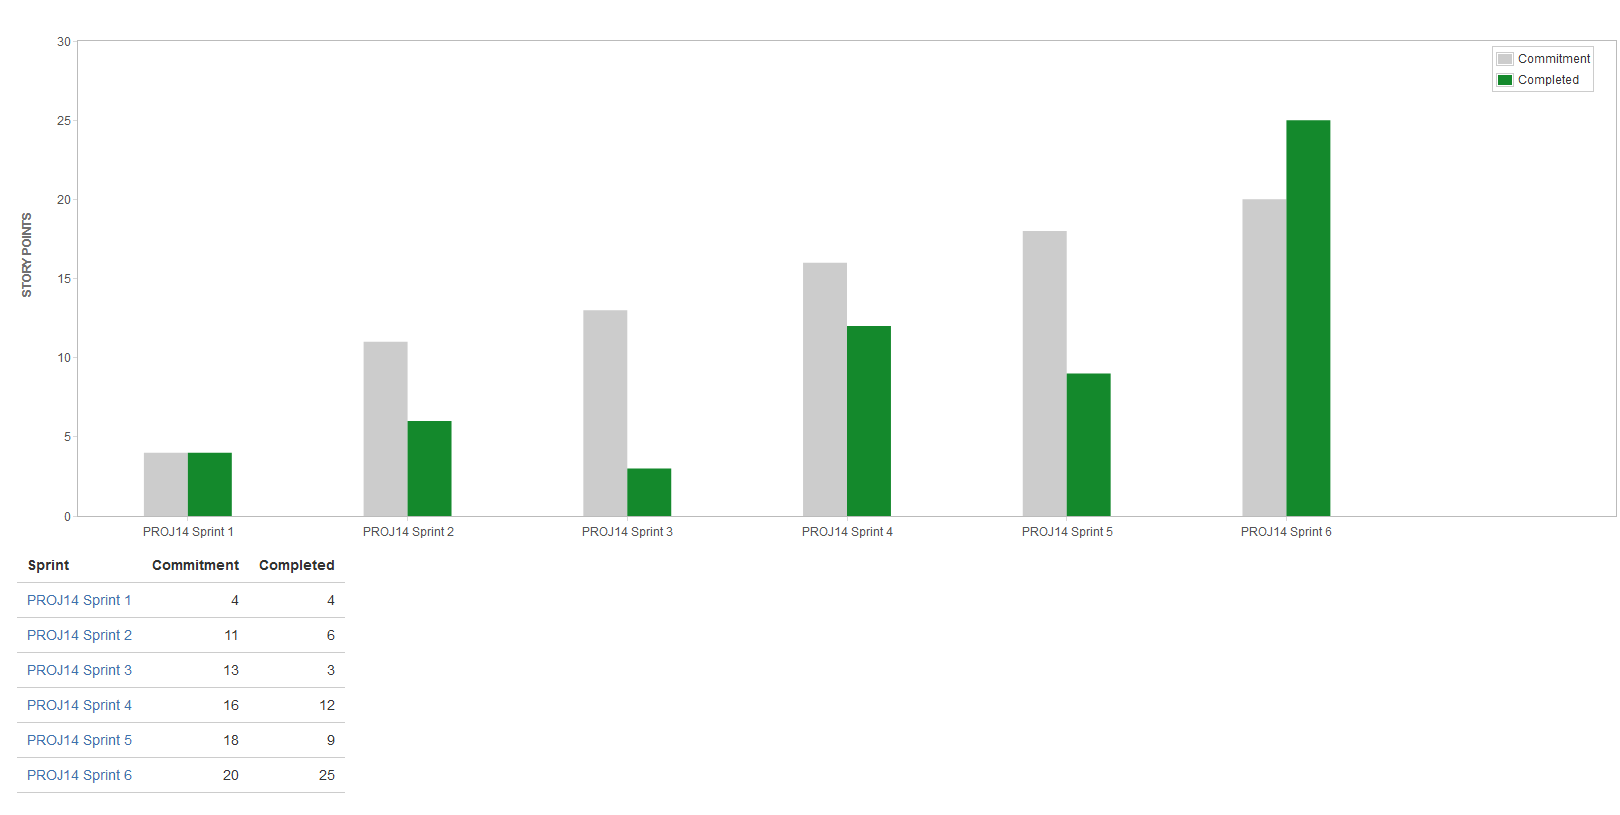 30
Commitment
Completed
25
20
STORY POINTS
15
10
5
0
PROJ14 Sprint 1 PROJ14 Sprint 2 PROJ14 Sprint 3 PROJ14 Sprint 4 PROJ14 Sprint 5 PROJ14 Sprint 6
Sprint Commitment Completed
PROJ14 Sprint 1 4 4
PROJ14 Sprint 2 11 6
PROJ14 Sprint 3 13 3
PROJ14 Sprint 4 16 12
PROJ14 Sprint 5 18 9
PROJ14 Sprint 6 20 25